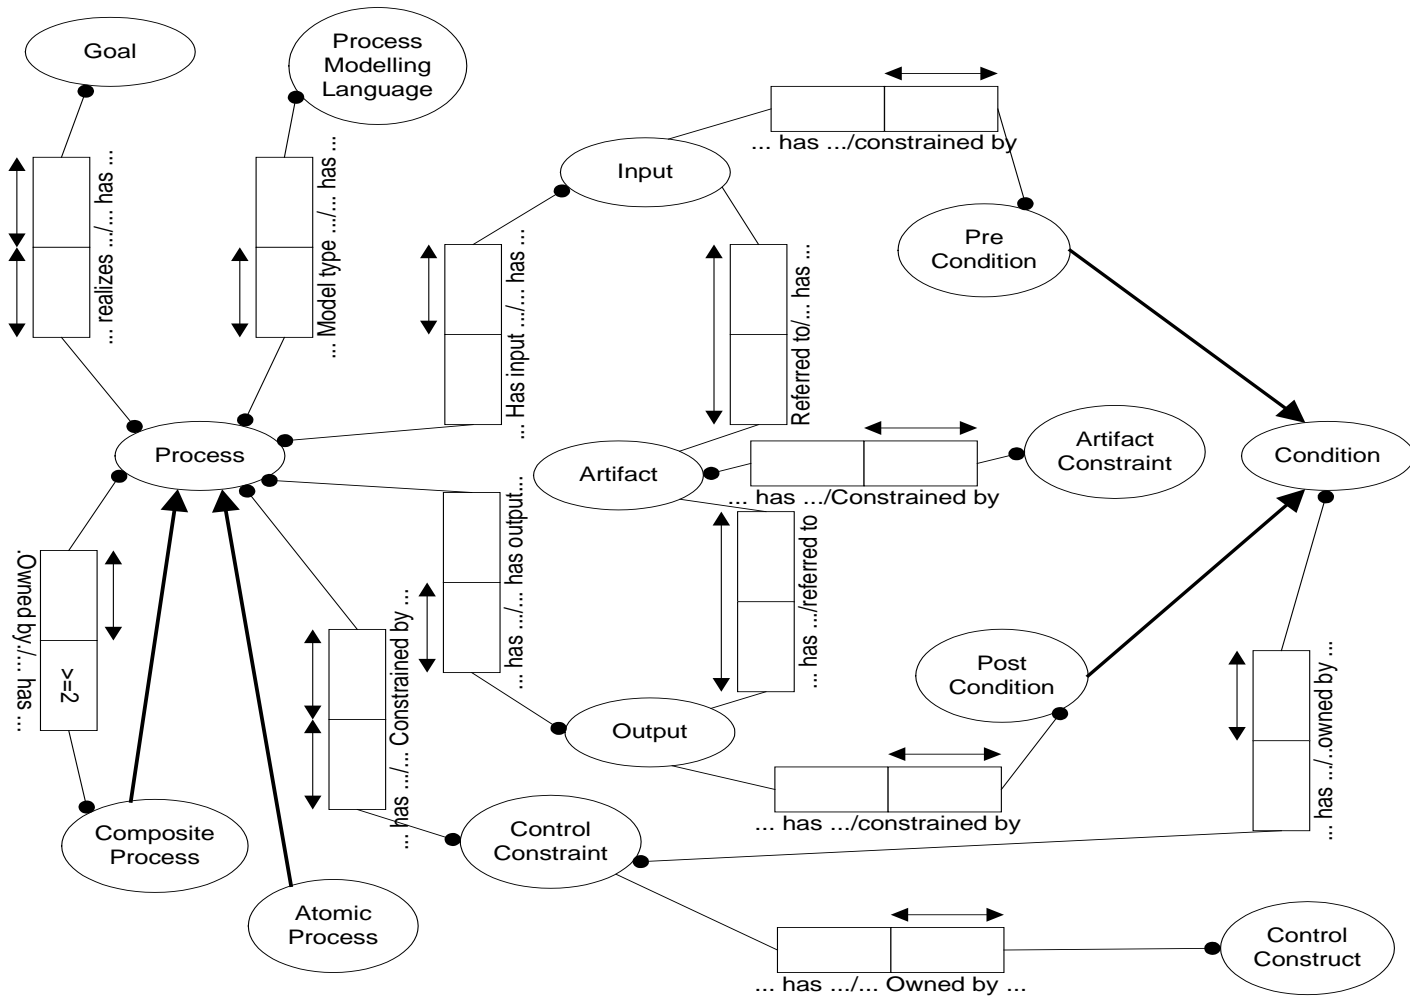 Goal
Process
Modelling
Language
... has .../constrained by
Input
... realizes .../... has ...
... Model type .../... has ...
Pre
Condition
... Has input .../... has ...
Referred to/... has ...
Process
Artifact
Artifact
Constraint
Condition
... has .../Constrained by
.Owned by./.... has ...
>=2
... has .../... Constrained by ...
... has .../... has output...
... has .../referred to
Post
Condition
Output
... has .../..owned by ...
... has .../constrained by
Composite
Process
Control
Constraint
Atomic
Process
Control
Construct
... has .../... Owned by ...